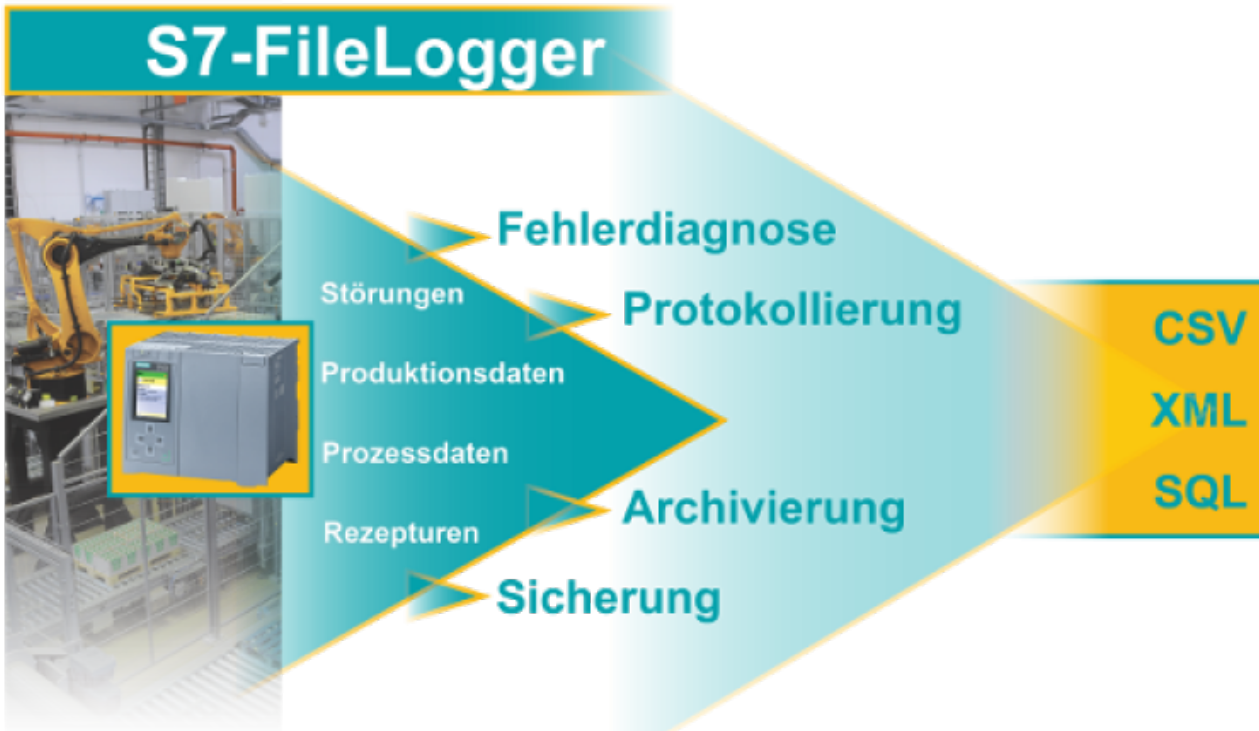 S7-FileLogger
Fehlerdiagnose
Störungen
Protokollierung
Produktionsdaten
Prozessdaten
Archivierung
Rezepturen
Sicherung
CSV
XML
SQL